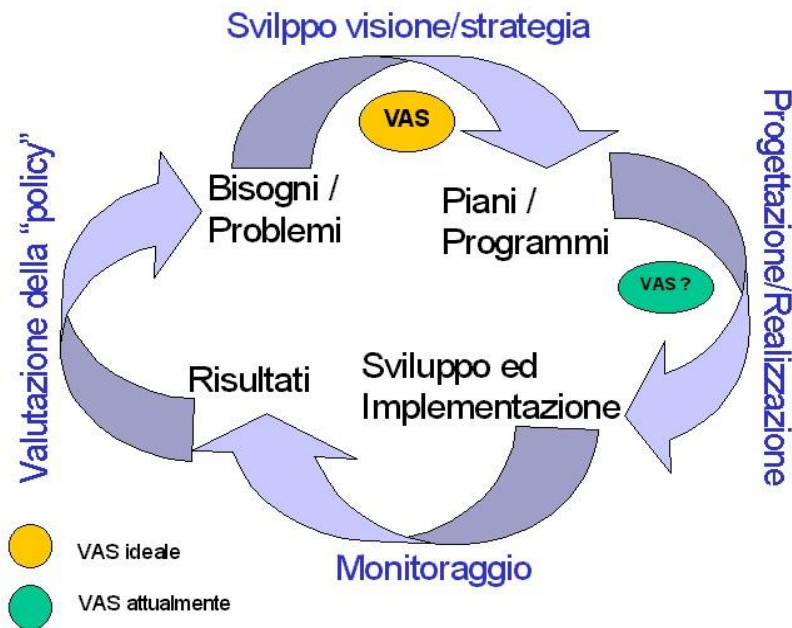 Svilppo visione/strategia
VAS
Bisogni /
Problemi
Piani /
Programmi
Progettazione/Realizzazione
VAS ?
Valutazione della "policy"
Risultati
Sviluppo ed
Implementazione
Monitoraggio
VAS ideale
VAS attualmente